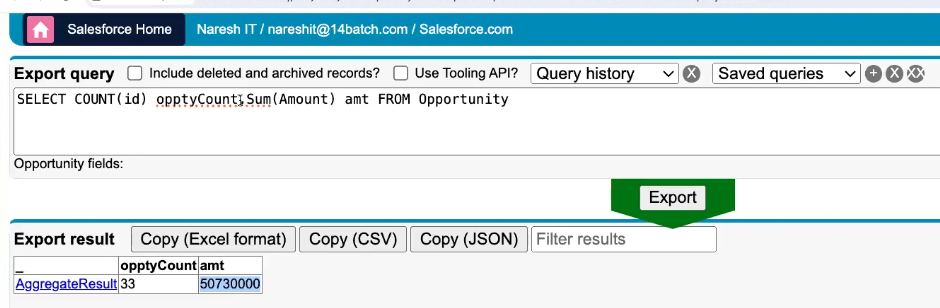 Salesforce Home Naresh IT / nareshit@14batch.com / Salesforce.com
Export query Include deleted and archived records? Use Tooling API? Query history X Saved queries + X XX
SELECT COUNT(id) opptyCount,Sum(Amount) amt FROM Opportunity
Opportunity fields:
Export
Export result Copy (Excel format) Copy (CSV) Copy (JSON) Filter results
_ opptyCount amt
AggregateResult 33 50730000